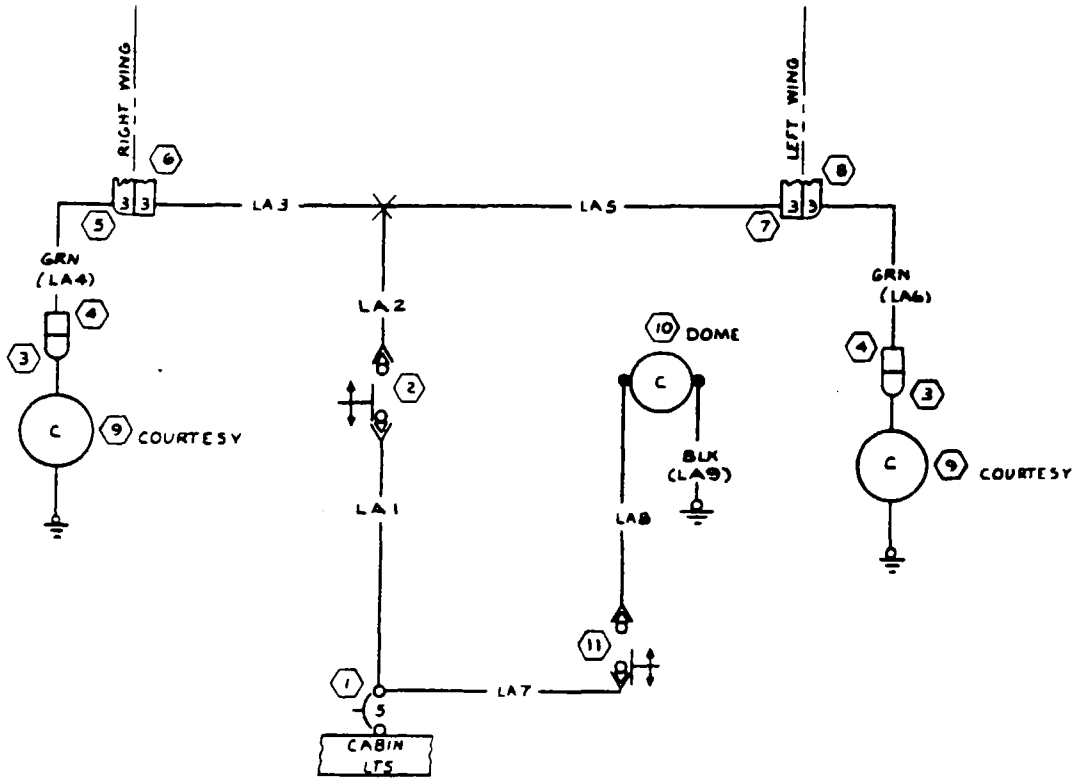 RIGHT WING
LEFT WING
6
8
3 3
LA3
LA5
3 3
5
7
GRN
(LA4)
GRN
(LA6)
4
3
LA2
10 DOME
C
4
3
2
C
9 COURTESY
BLK
(LA9)
C
9 COURTESY
LA1
LA8
11
1
5
LA7
CABIN
LTS